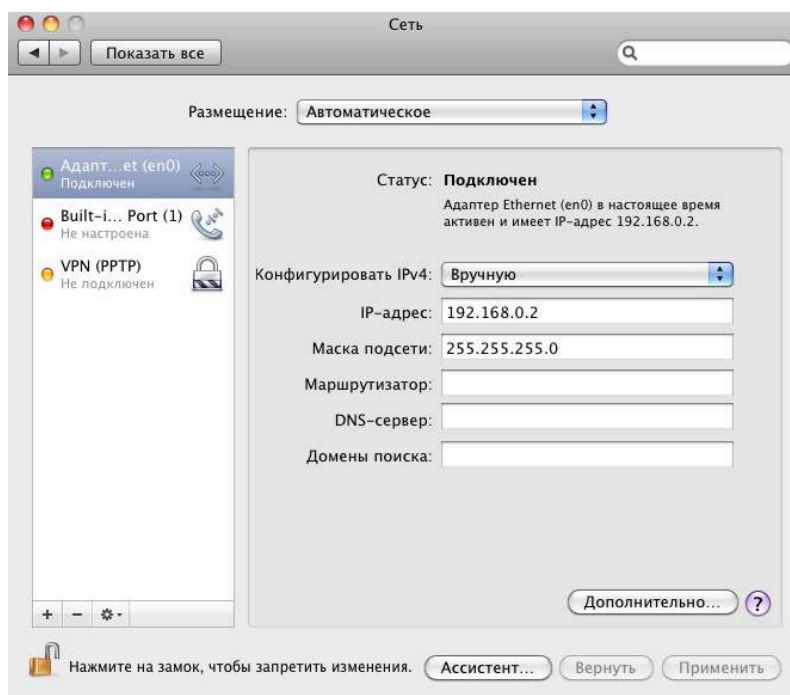 Сеть
Показать все
Размещение: Автоматическое
Адапт...et (en0)
Подключен
Built-i... Port (1)
Не настроена
VPN (PPTP)
Не подключен
Статус: Подключен
Адаптер Ethernet (en0) в настоящее время
активен и имеет IP-адрес 192.168.0.2.
Конфигурировать IPv4: Вручную
IP-адрес: 192.168.0.2
Маска подсети: 255.255.255.0
Маршрутизатор:
DNS-сервер:
Домены поиска:
Дополнительно... ?
Нажмите на замок, чтобы запретить изменения. Ассистент... Вернуть Применить